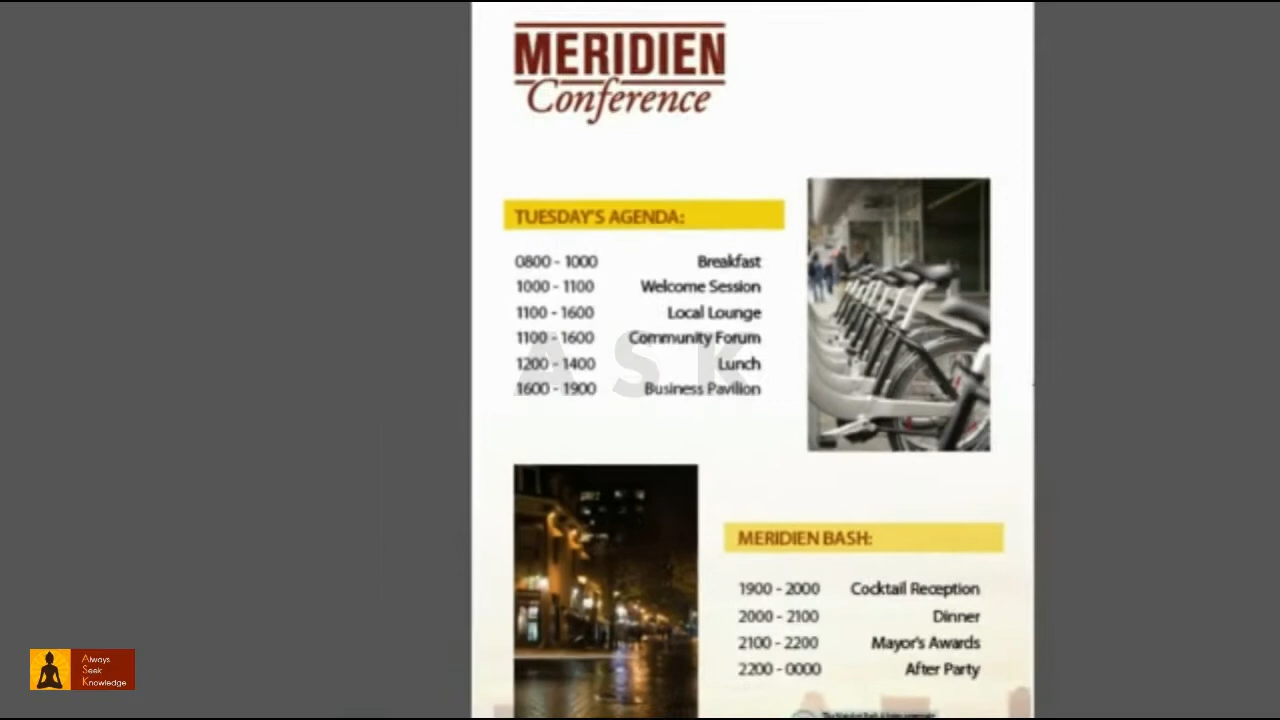 MERIDIEN
Conference
TUESDAY'S AGENDA:
0800 - 1000 Breakfast
1000 - 1100 Welcome Session
1100 - 1600 Local Lounge
1100 - 1600 Community Forum
1200 - 1400 Lunch
1600 - 1900 Business Pavilion
A S K
MERIDIEN BASH:
1900 - 2000 Cocktail Reception
2000 - 2100 Dinner
2100 - 2200 Mayor's Awards
2200 - 0000 After Party
Always
Seek
Knowledge